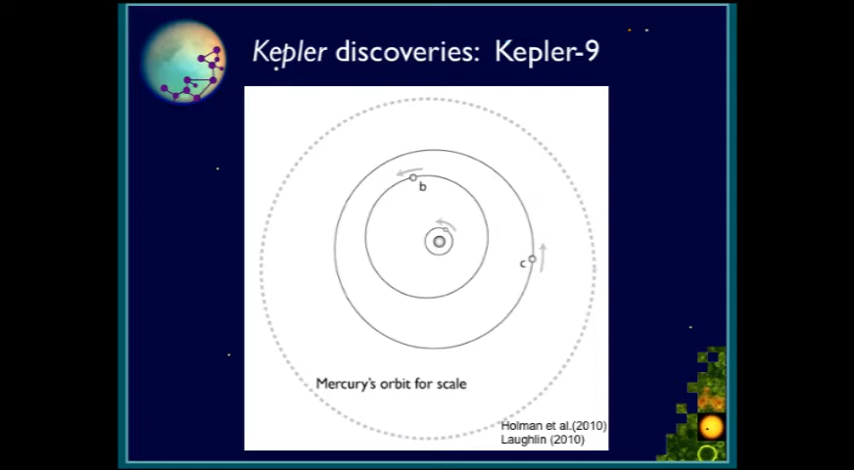 Kepler discoveries: Kepler-9
b
c
Mercury's orbit for scale
Holman et al.(2010)
Laughlin (2010)